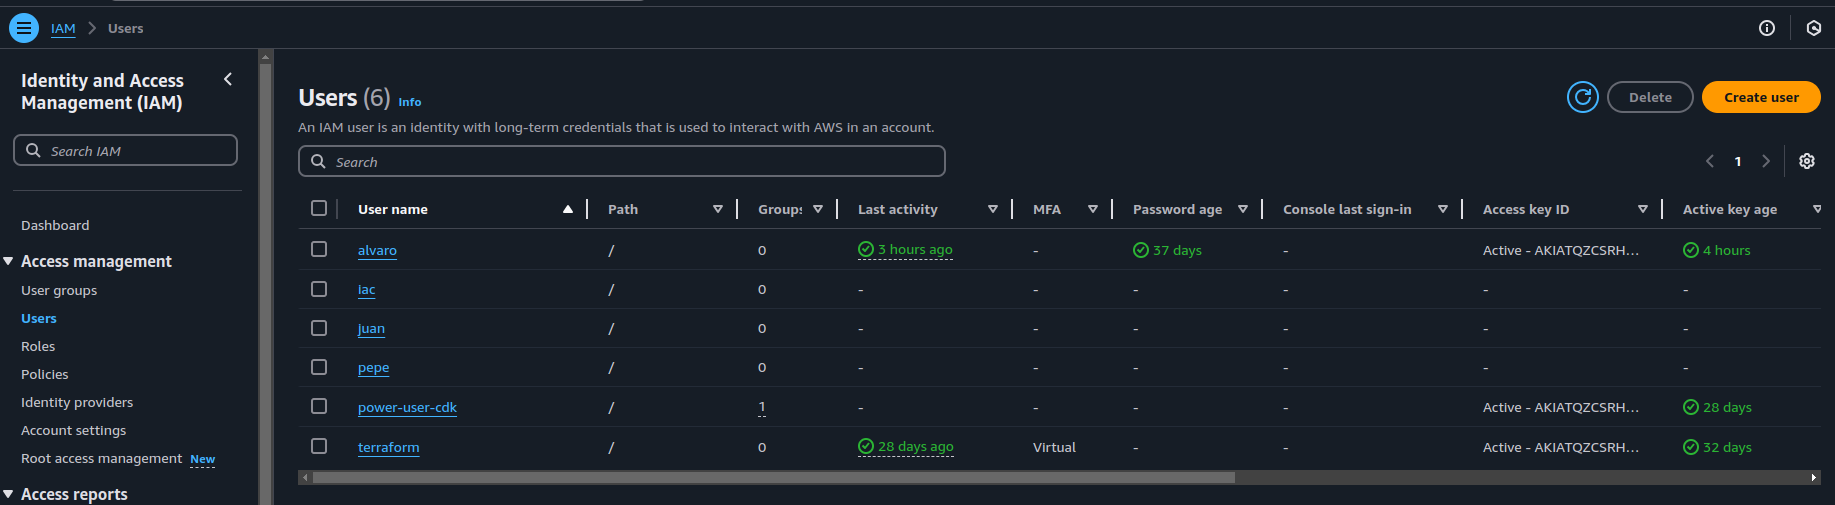 IAM > Users
Identity and Access
Management (IAM)
Search IAM
Dashboard
Access management
User groups
Users
Roles
Policies
Identity providers
Account settings
Root access management New
Access reports
Users (6) Info
Delete
Create user
An IAM user is an identity with long-term credentials that is used to interact with AWS in an account.
Search
1
User name Path Groups Last activity MFA Password age Console last sign-in Access key ID Active key age
alvaro / 0 3 hours ago - 37 days - Active - AKIATQZCSRH... 4 hours
iac / 0 - - - - - -
juan / 0 - - - - - -
pepe / 0 - - - - - -
power-user-cdk / 1 - - - - Active - AKIATQZCSRH... 28 days
terraform / 0 28 days ago Virtual - - Active - AKIATQZCSRH... 32 days